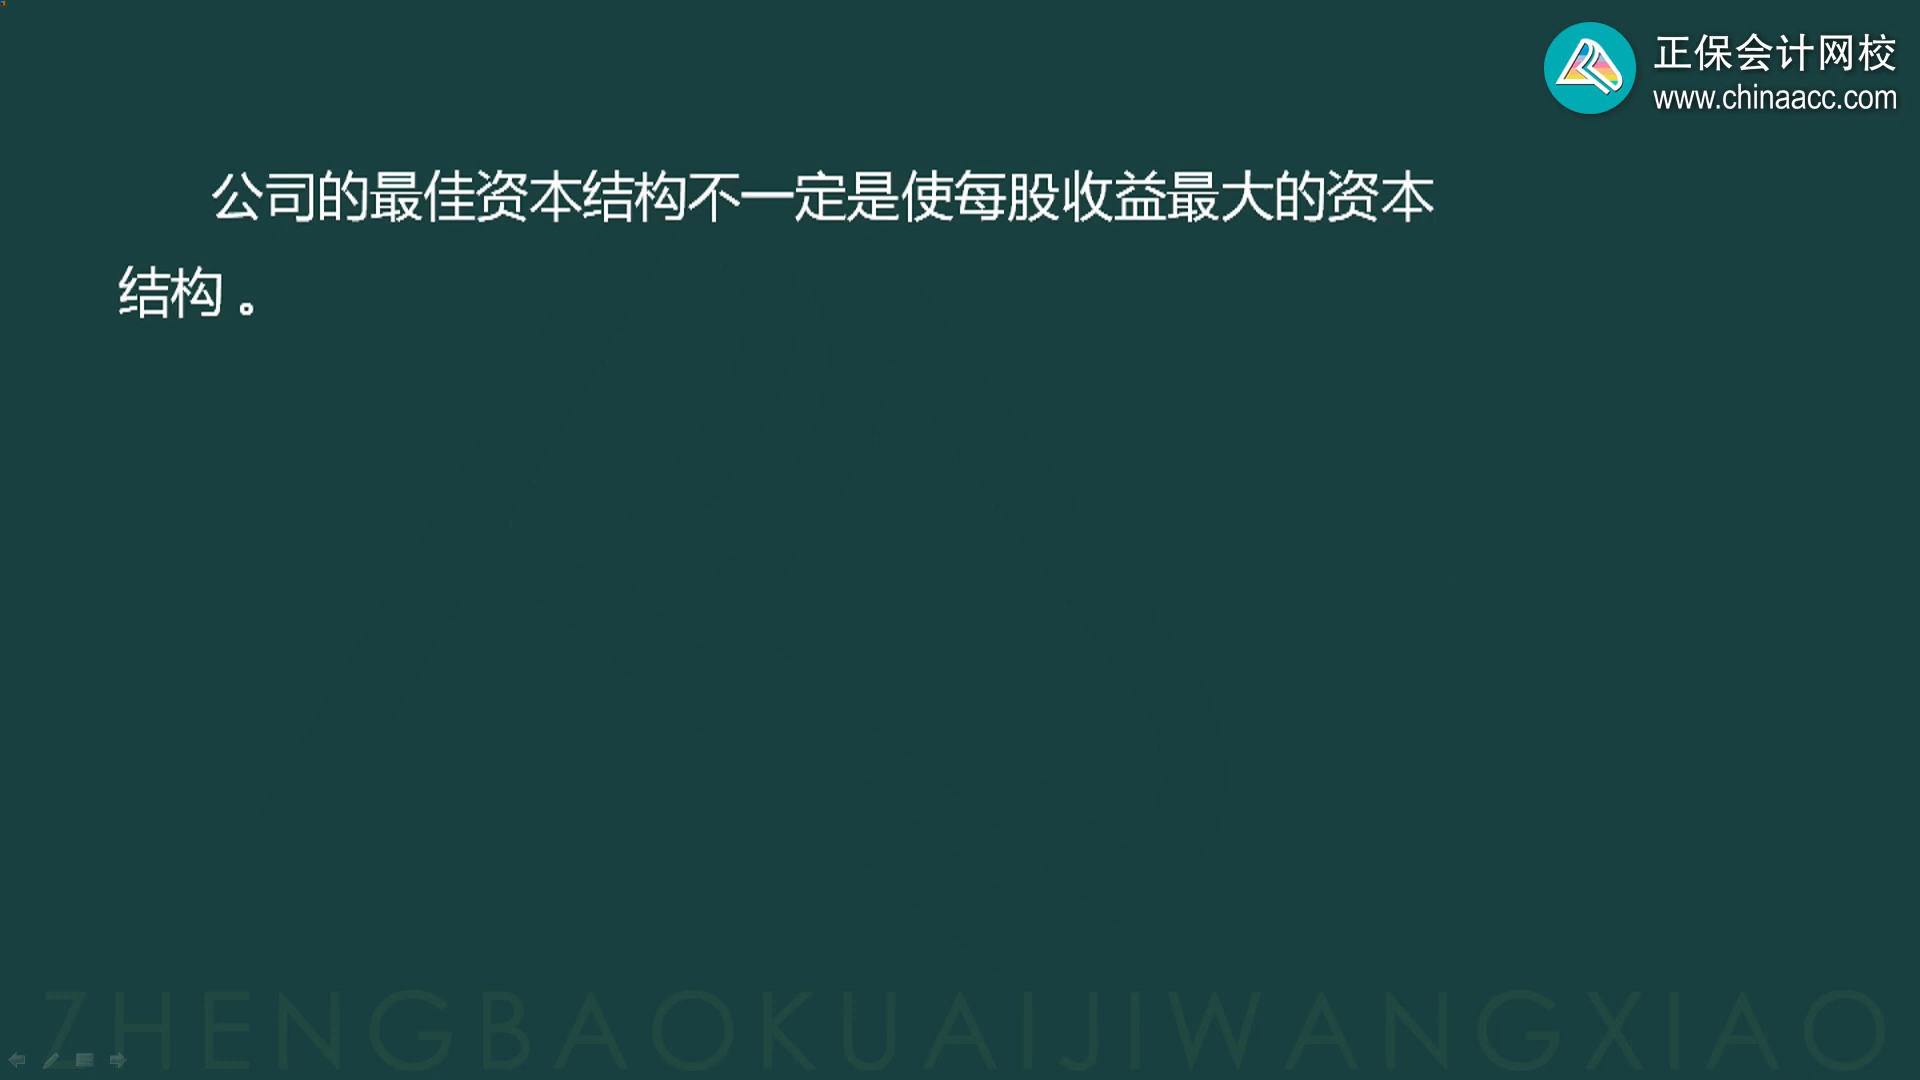 正保会计网校
www.chinaacc.com
公司的最佳资本结构不一定是使每股收益最大的资本
结构。
ZHENGBAOKUAIJIWANGXIAO